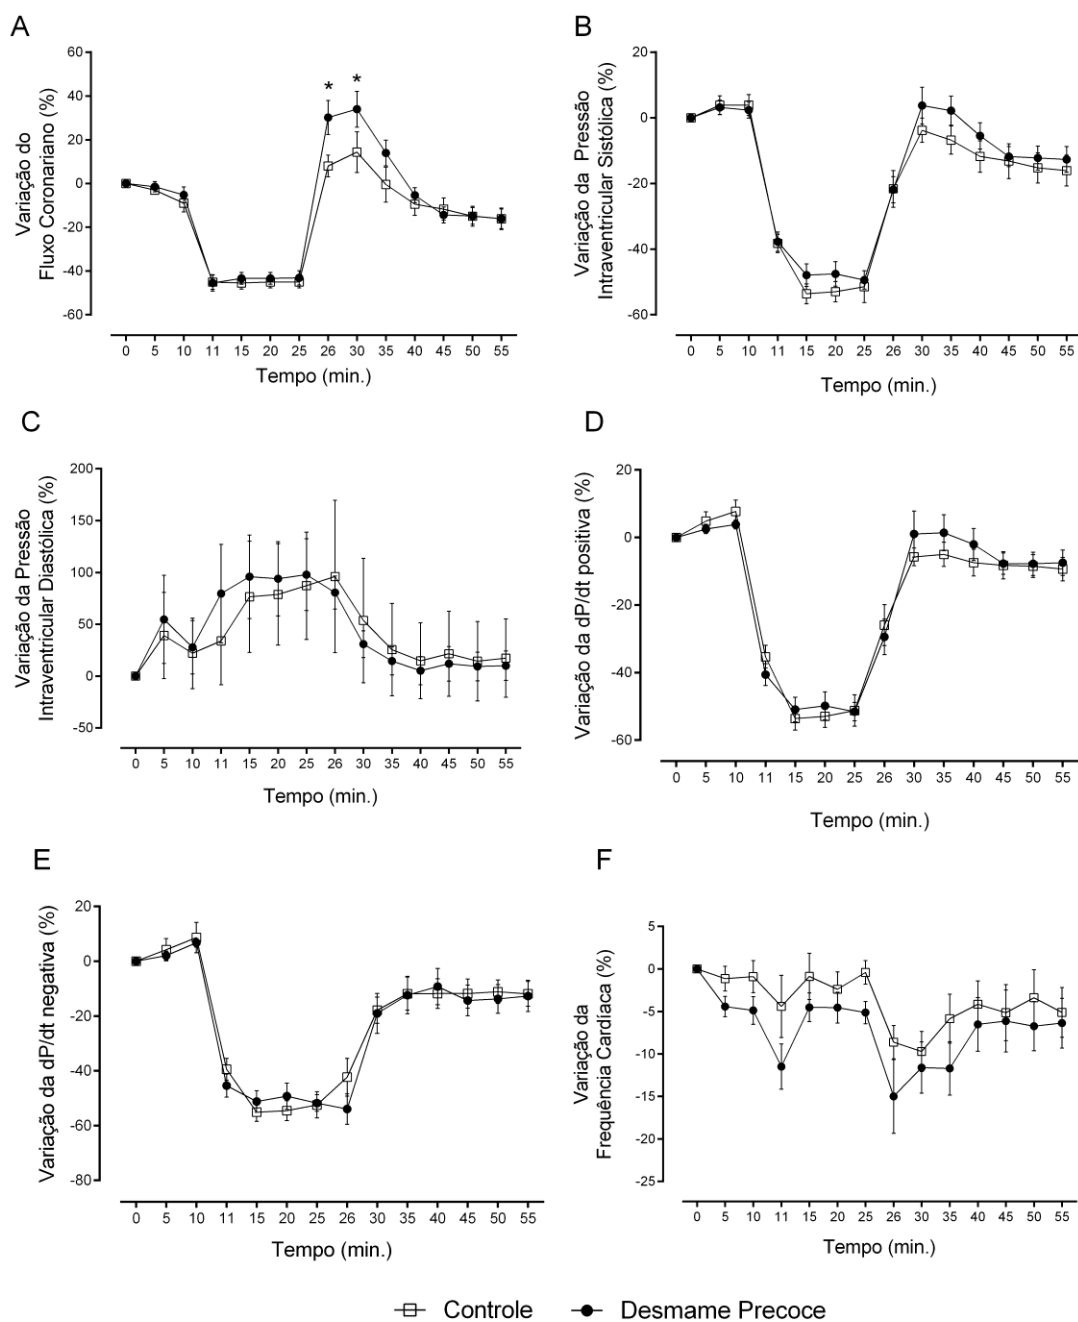 A
Variação do
Fluxo Coronariano (%)
60
40
20
0
-20
-40
-60
* *
0 5 10 11 15 20 25 26 30 35 40 45 50 55
Tempo (min.)
B
Variação da Pressão
Intraventricular Sistólica (%)
20
0
-20
-40
-60
0 5 10 11 15 20 25 26 30 35 40 45 50 55
Tempo (min.)
C
Variação da Pressão
Intraventricular Diastólica (%)
200
150
100
50
0
-50
0 5 10 11 15 20 25 26 30 35 40 45 50 55
Tempo (min.)
D
Variação da dP/dt positiva (%)
20
0
-20
-40
-60
0 5 10 11 15 20 25 26 30 35 40 45 50 55
Tempo (min.)
E
Variação da dP/dt negativa (%)
20
0
-20
-40
-60
-80
0 5 10 11 15 20 25 26 30 35 40 45 50 55
Tempo (min.)
F
Variação da
Frequência Cardíaca (%)
5
0
-5
-10
-15
-20
-25
0 5 10 11 15 20 25 26 30 35 40 45 50 55
Tempo (min.)
Controle Desmame Precoce